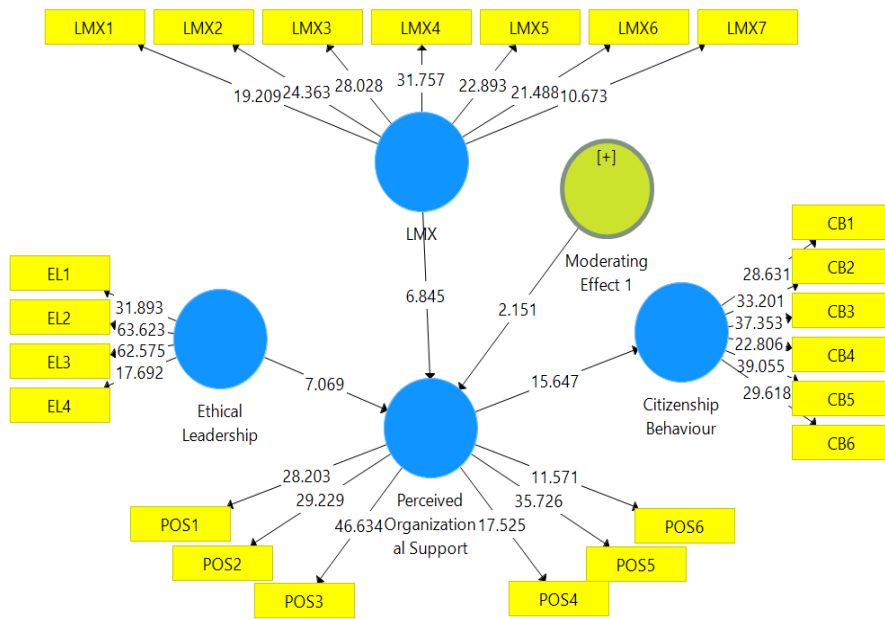 LMX1 LMX2 LMX3 LMX4 LMX5 LMX6 LMX7
19.209 24.363 28.028 31.757 22.893 21.488 10.673
[+]
LMX
Moderating
Effect 1
CB1
CB2
CB3
CB4
CB5
CB6
28.631
33.201
37.353
22.806
39.055
29.618
EL1
EL2
EL3
EL4
31.893
63.623
62.575
17.692
6.845
2.151
7.069
15.647
Ethical
Leadership
Citizenship
Behaviour
Perceived
Organization
al Support
28.203
29.229
46.634
17.525
35.726
11.571
POS1
POS2
POS3
POS4
POS5
POS6